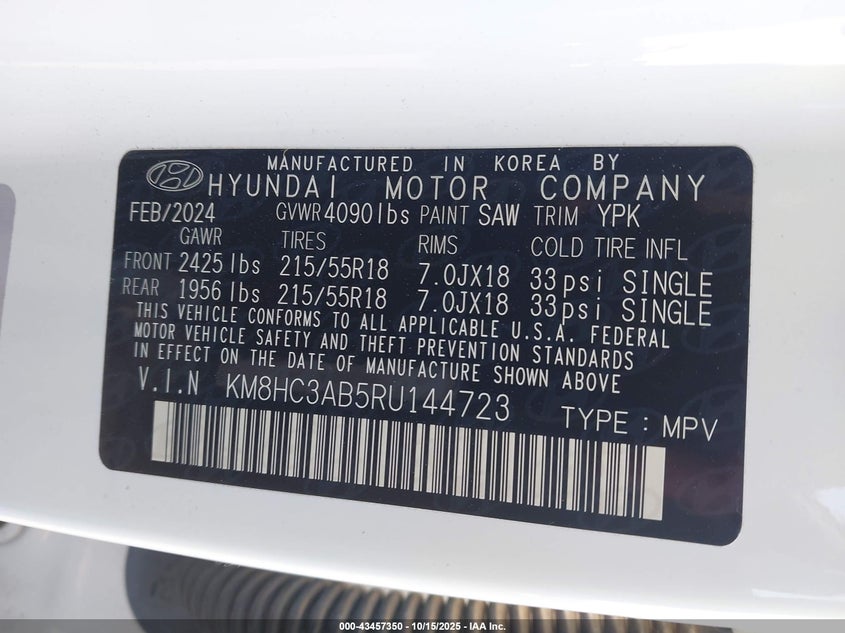 MANUFACTURED IN KOREA BY
HYUNDAI MOTOR COMPANY
FEB/2024 GVWR 4090 lbs PAINT SAW TRIM YPK
GAWR TIRES RIMS COLD TIRE INFL
FRONT 2425 lbs 215/55R18 7.0JX18 33psi SINGLE
REAR 1956 lbs 215/55R18 7.0JX18 33psi SINGLE
THIS VEHICLE CONFORMS TO ALL APPLICABLE U.S.A. FEDERAL
MOTOR VEHICLE SAFETY AND THEFT PREVENTION STANDARDS
IN EFFECT ON THE DATE OF MANUFACTURE SHOWN ABOVE
V.I.N KM8HC3AB5RU144723
TYPE : MPV
000-43457350 - 10/15/2025 - IAA Inc.